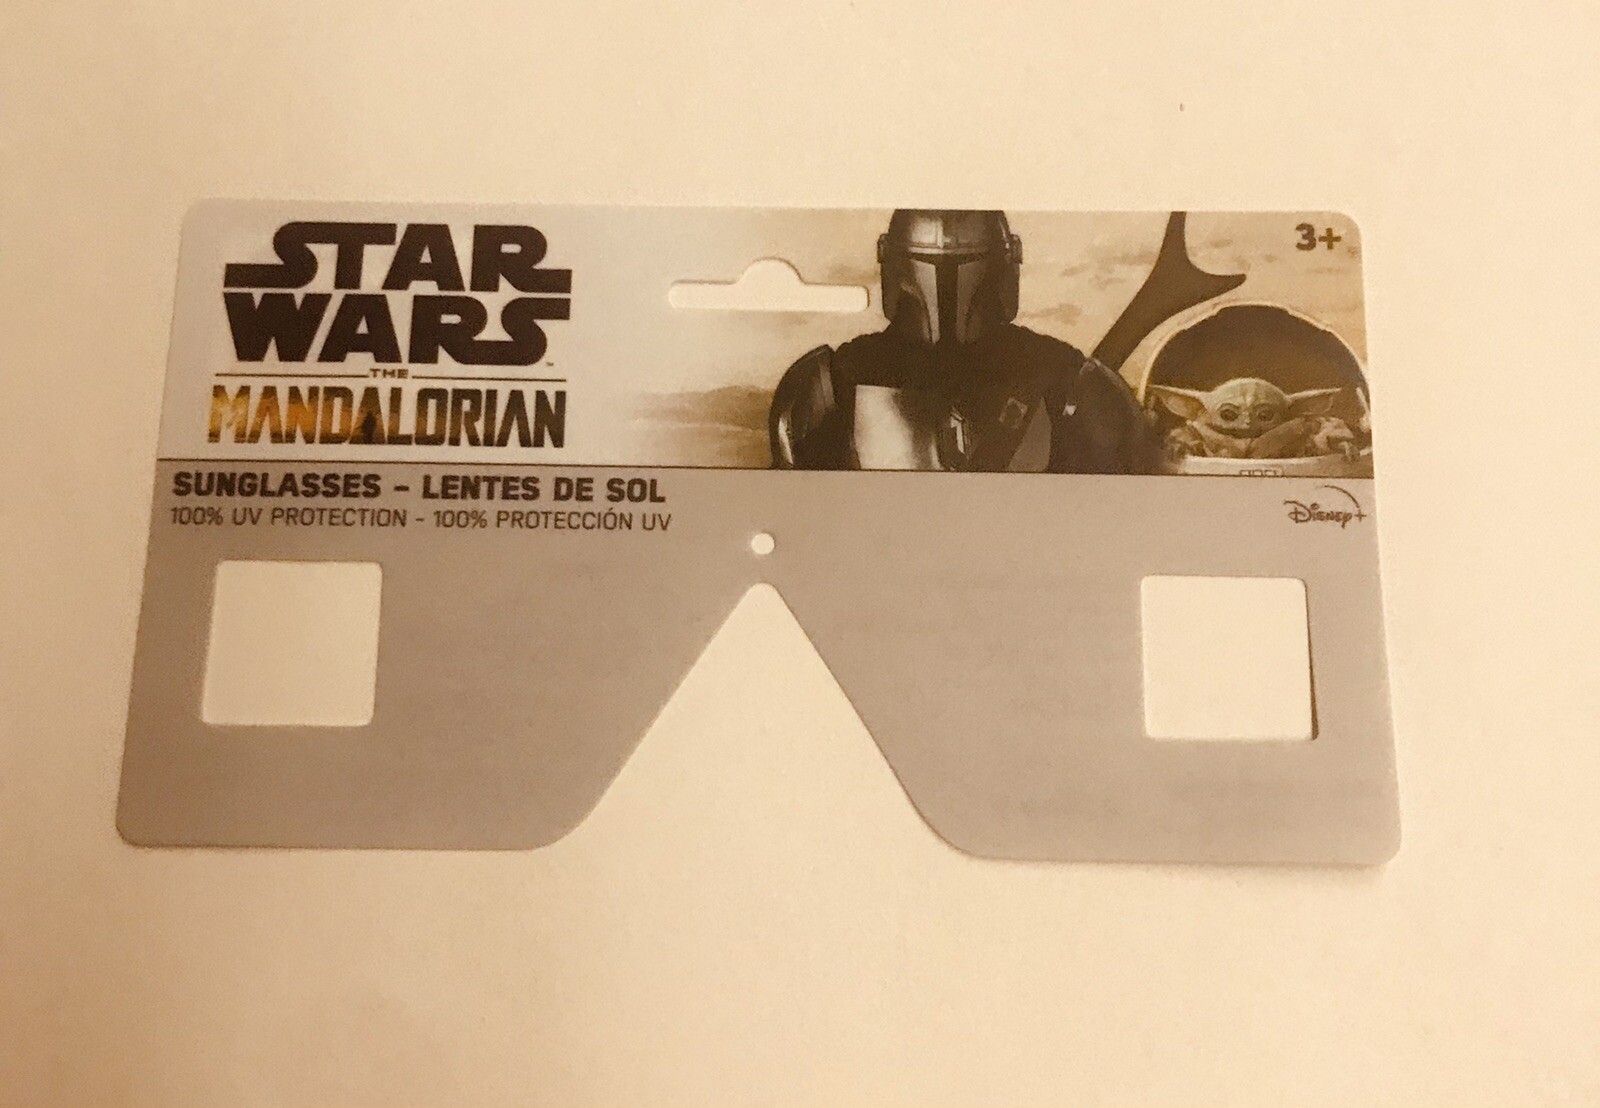 STAR
WARS
THE
MANDALORIAN
3+
SUNGLASSES – LENTES DE SOL
100% UV PROTECTION - 100% PROTECCIÓN UV
Disney+